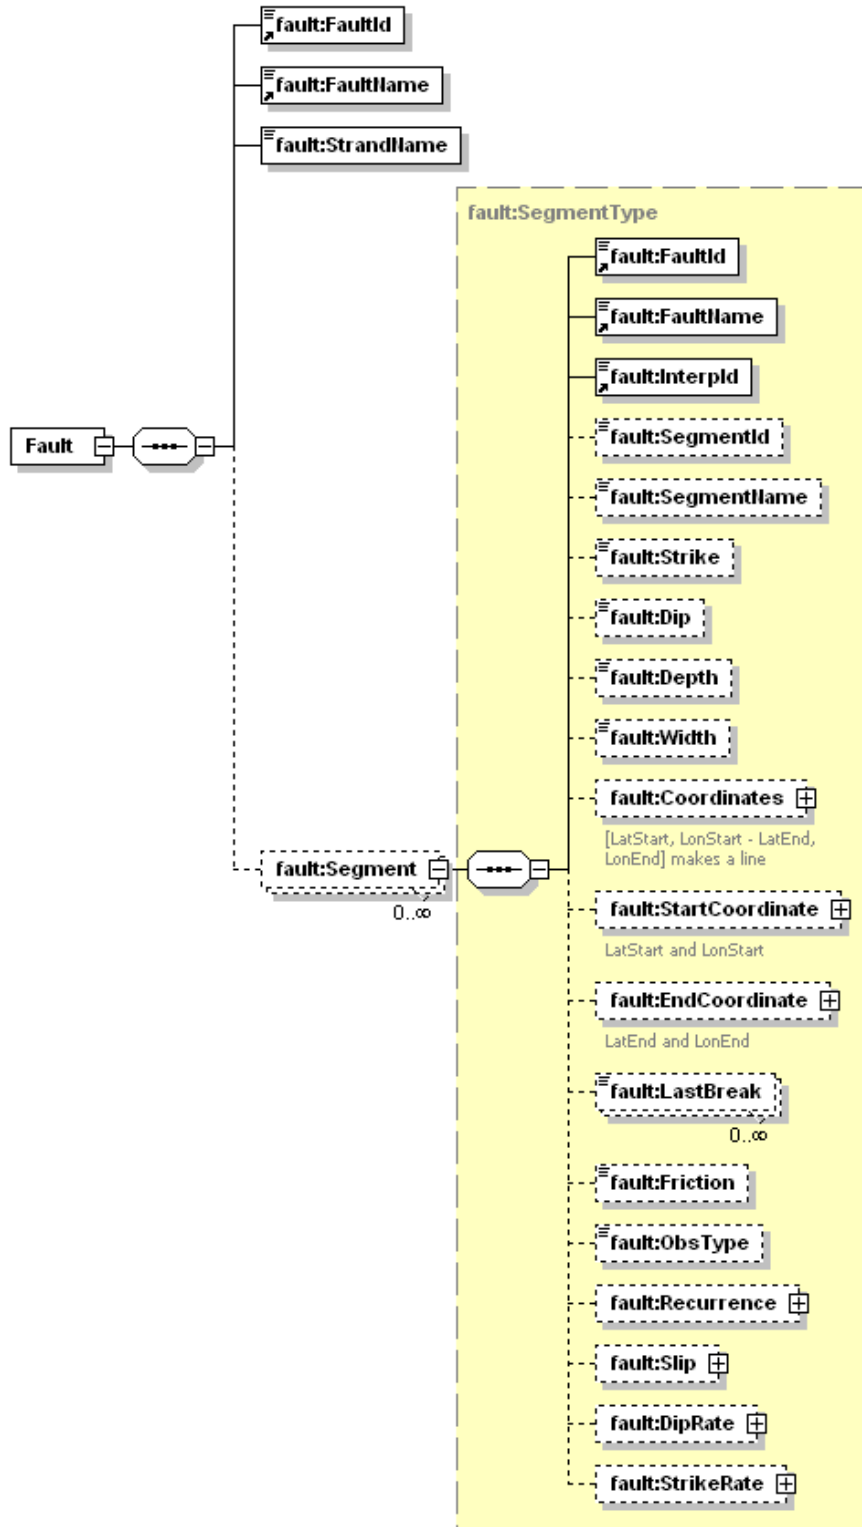 fault:FaultId
fault:FaultName
fault:StrandName
fault:SegmentType
fault:FaultId
fault:FaultName
fault:InterpId
Fault
fault:SegmentId
fault:SegmentName
fault:Strike
fault:Dip
fault:Depth
fault:Width
fault:Coordinates
[LatStart, LonStart - LatEnd,
LonEnd] makes a line
fault:Segment
0..∞
fault:StartCoordinate
LatStart and LonStart
fault:EndCoordinate
LatEnd and LonEnd
fault:LastBreak
0..∞
fault:Friction
fault:ObsType
fault:Recurrence
fault:Slip
fault:DipRate
fault:StrikeRate